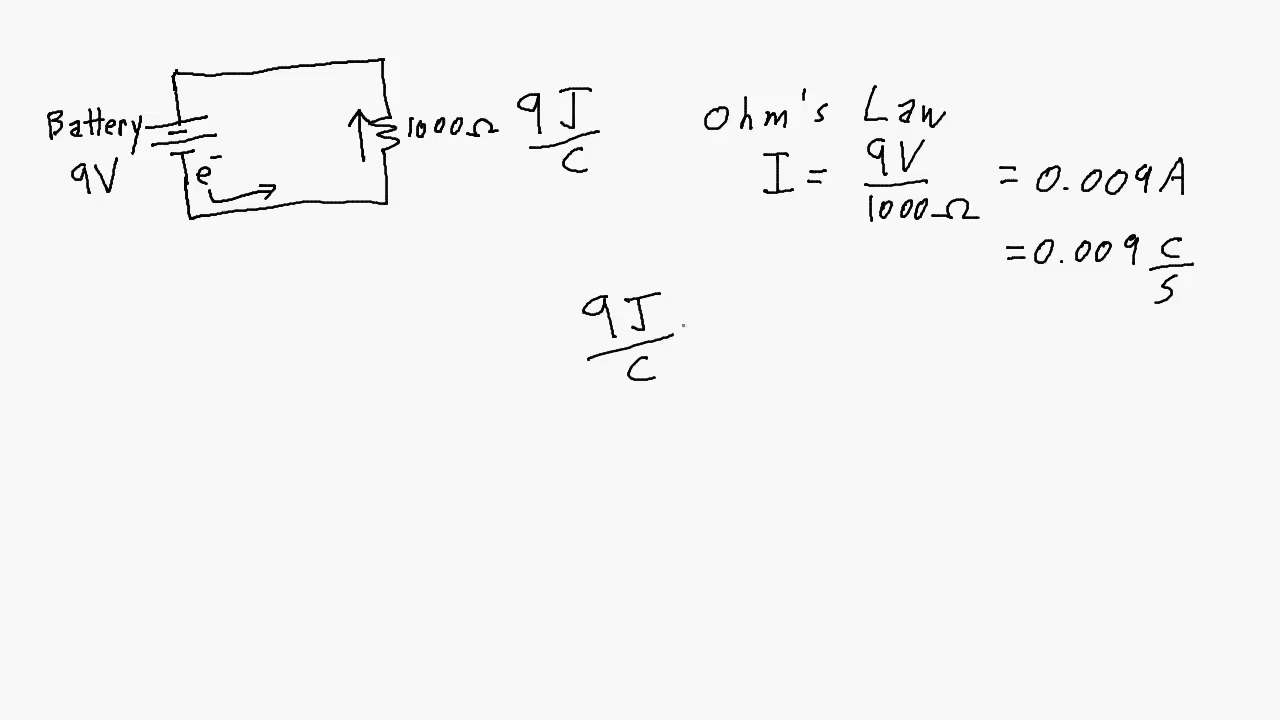 Battery
9V
e⁻
1000Ω
9J
C
Ohm's Law
I = 9V
1000Ω
= 0.009A
= 0.009 C
S
9J
C